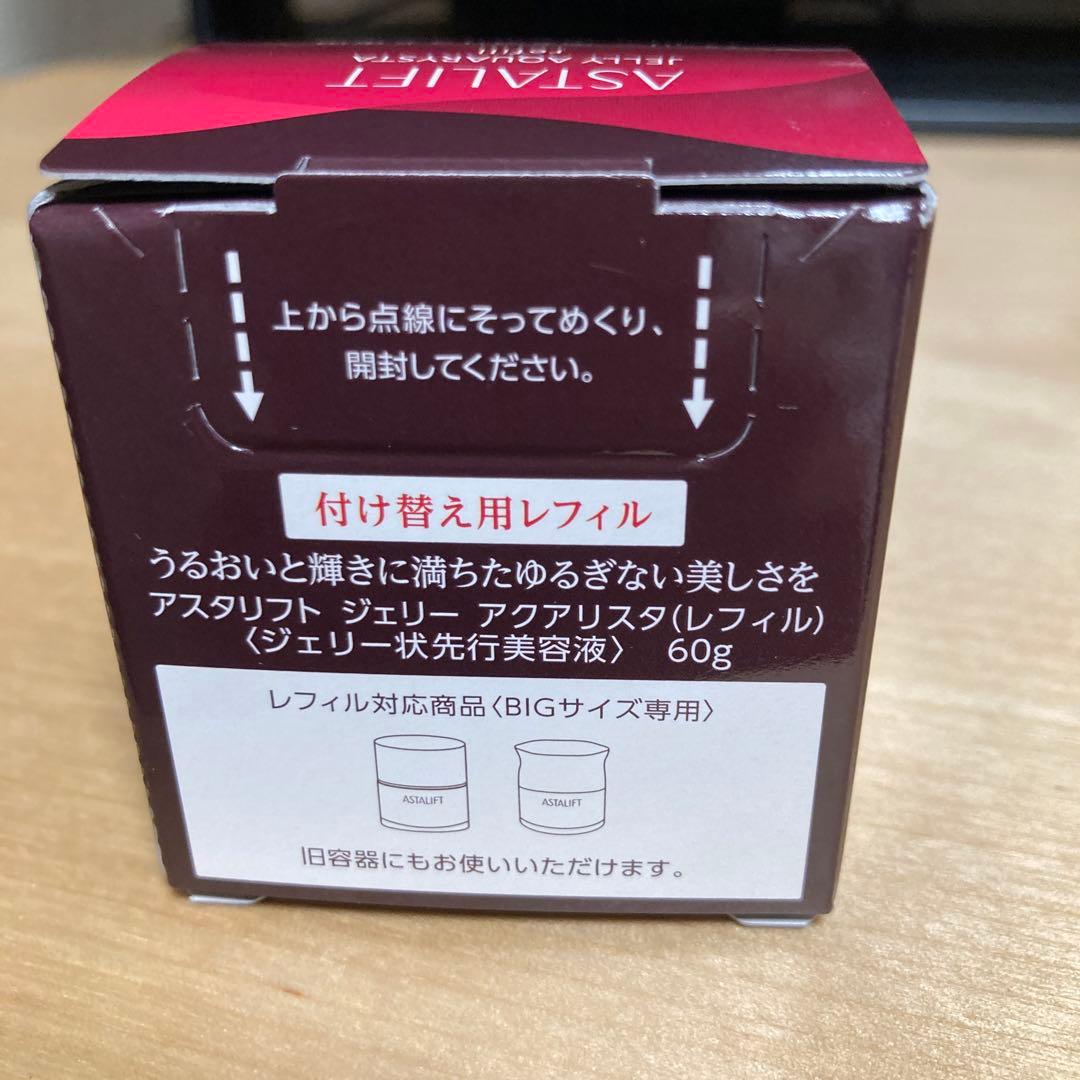 ASTALIFT
JELLY AQUARYSTA
refill
上から点線にそってめくり、
開封してください。
付け替え用レフィル
うるおいと輝きに満ちたゆるぎない美しさを
アスタリフト ジェリー アクアリスタ(レフィル)
〈ジェリー状先行美容液〉 60g
レフィル対応商品〈BIGサイズ専用〉
ASTALIFT ASTALIFT
旧容器にもお使いいただけます。